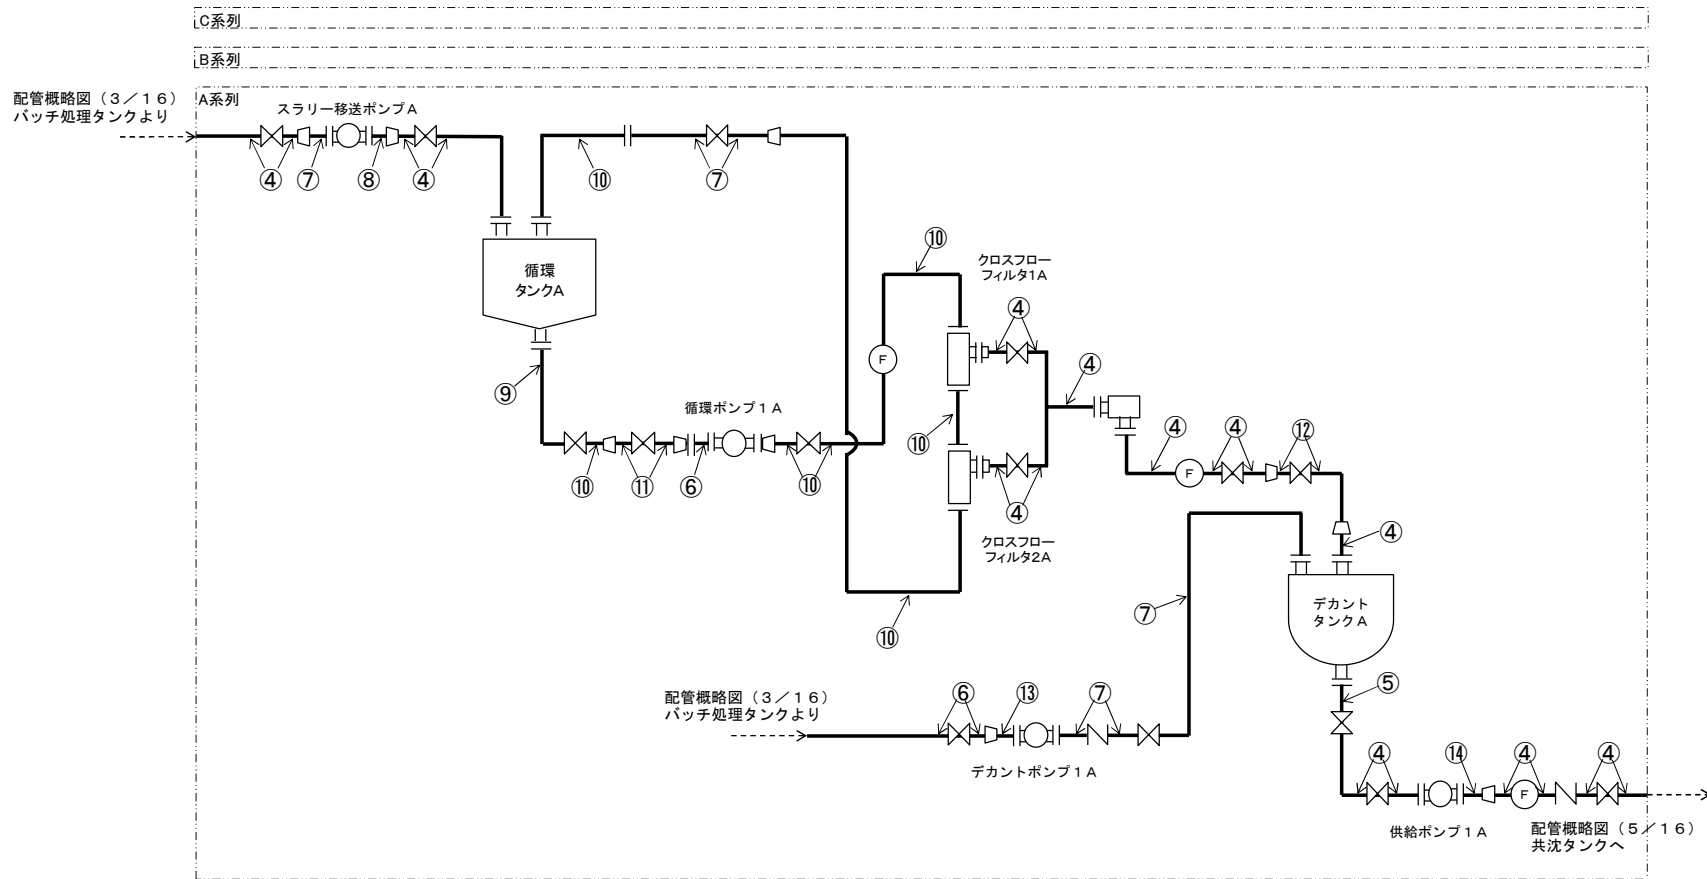 C系列
B系列
A系列
配管概略図（3／16）
バッチ処理タンクより
スラリー移送ポンプA
④
⑦
⑧
④
⑩
⑦
循環
タンクA
⑩
クロスフロー
フィルタ1A
④
F
④
⑨
循環ポンプ１A
⑩
④
④
⑫
F
⑩
⑪
⑥
⑩
④
クロスフロー
フィルタ2A
④
デカント
タンクA
⑦
⑩
⑤
配管概略図（3／16）
バッチ処理タンクより
⑥
⑬
⑦
デカントポンプ１A
④
⑭
④
④
F
供給ポンプ１A
配管概略図（5／16）
共沈タンクへ